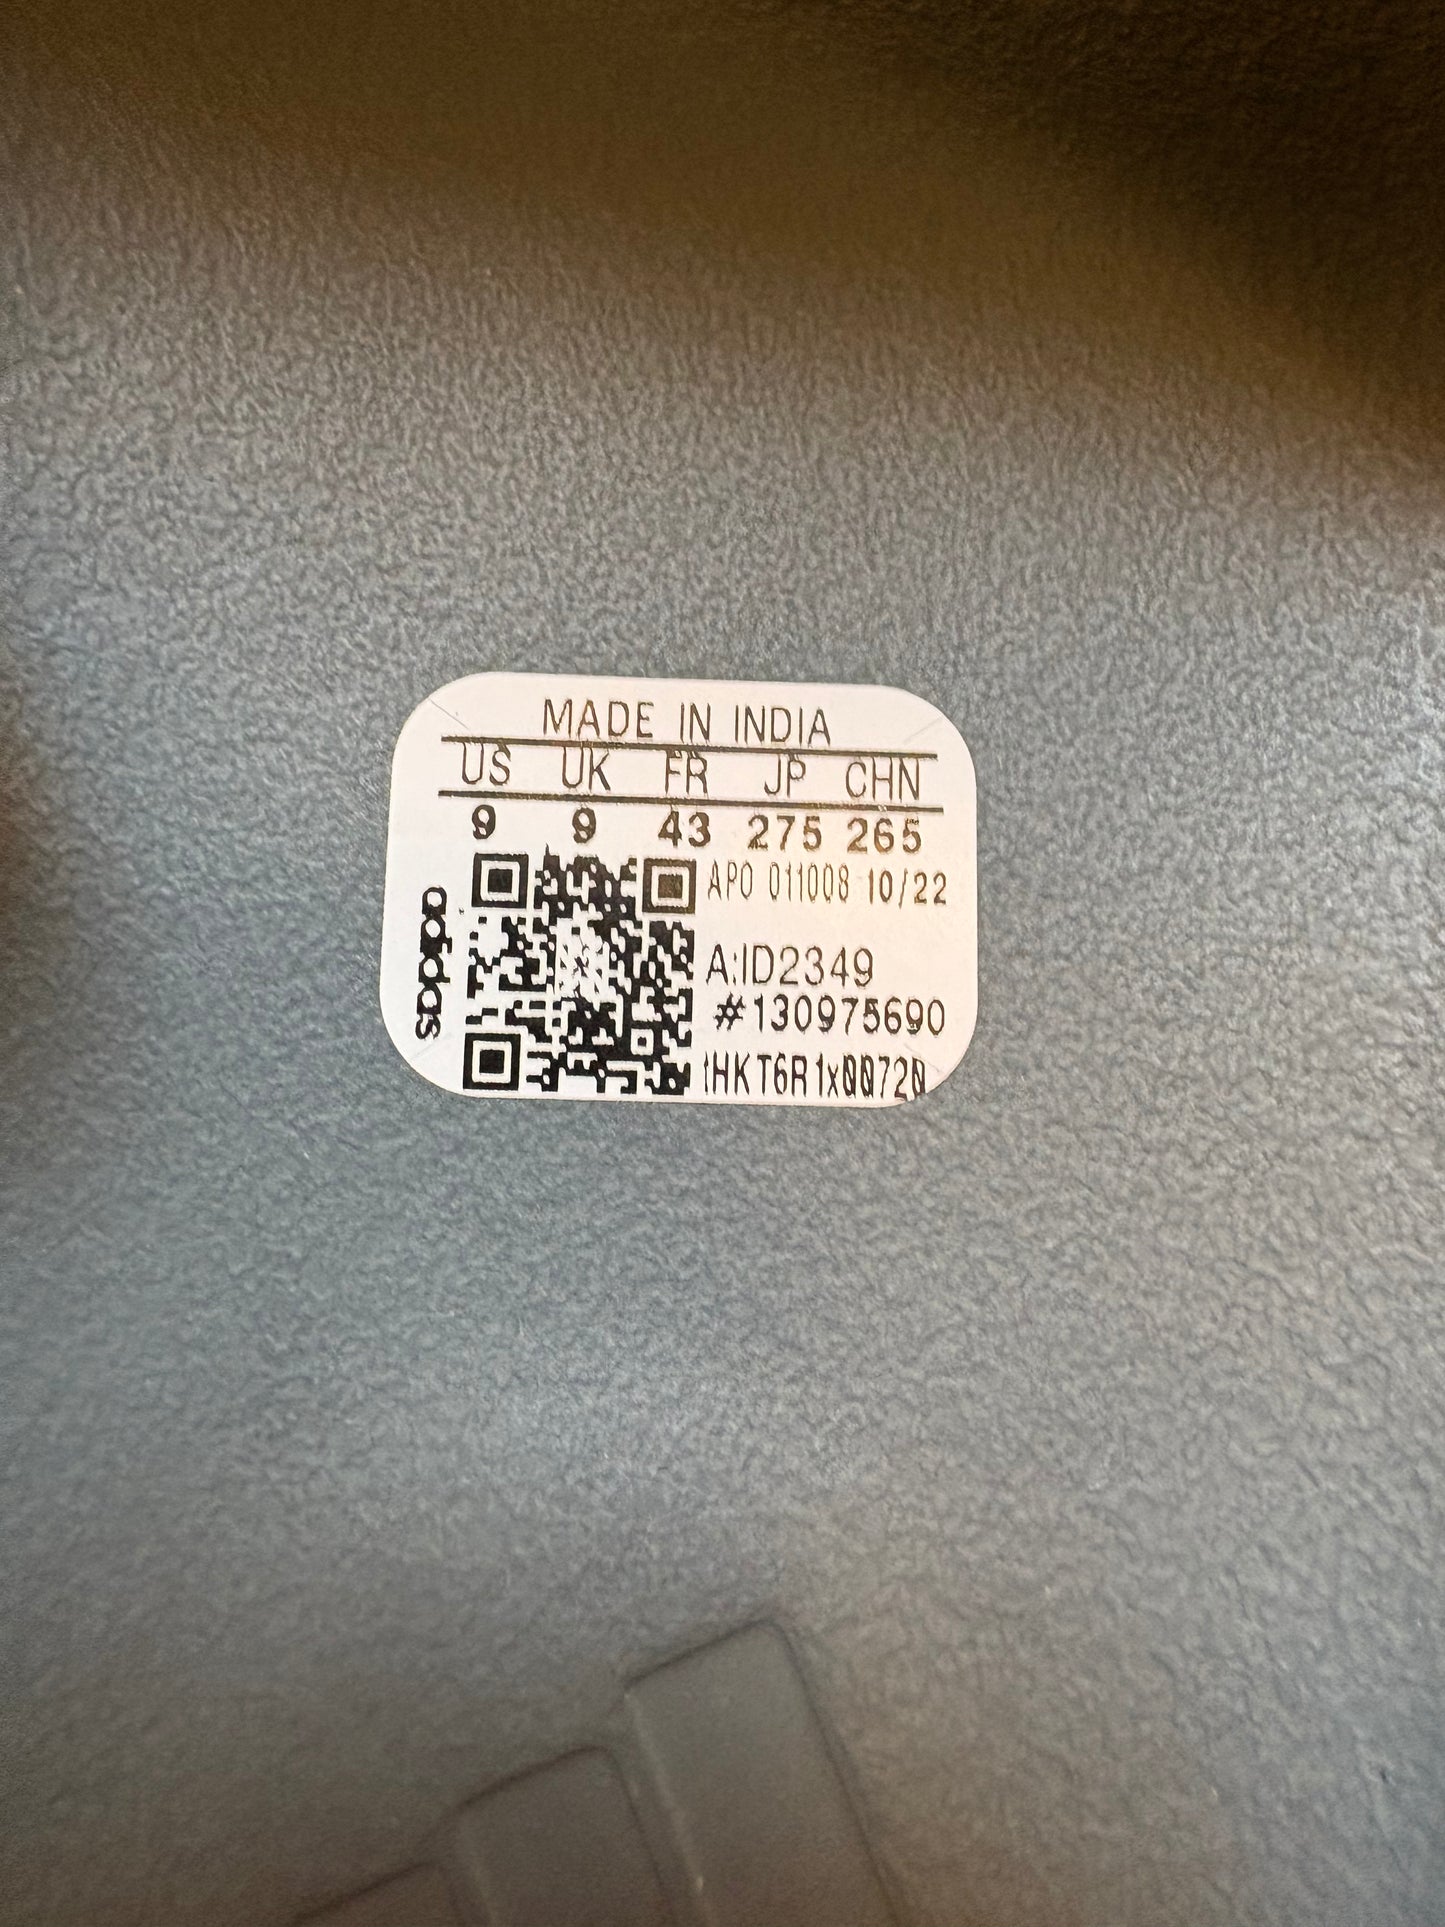 MADE IN INDIA
US UK FR JP CHN
9 9 43 275 265
APO 011008 10/22
A:ID2349
#130975690
1HKT6R1x00720
adidas